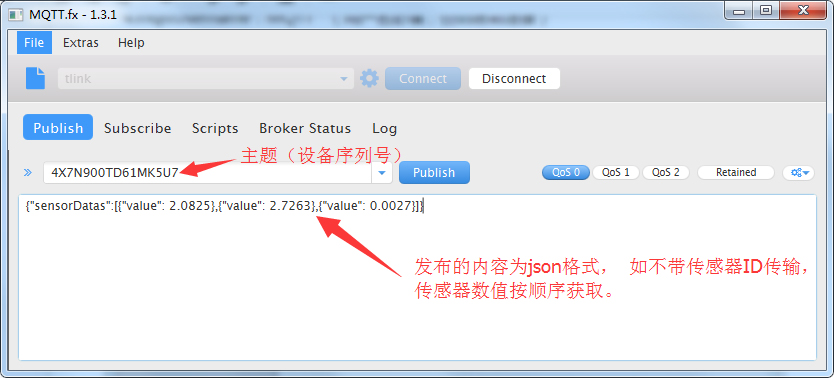 MQTT.fx - 1.3.1
File Extras Help
tlink Connect Disconnect
Publish Subscribe Scripts Broker Status Log
主题（设备序列号）
» 4X7N900TD61MK5U7 Publish QoS 0 QoS 1 QoS 2 Retained
{"sensorDatas":[{"value": 2.0825},{"value": 2.7263},{"value": 0.0027}]}
发布的内容为json格式， 如不带传感器ID传输，
传感器数值按顺序获取。